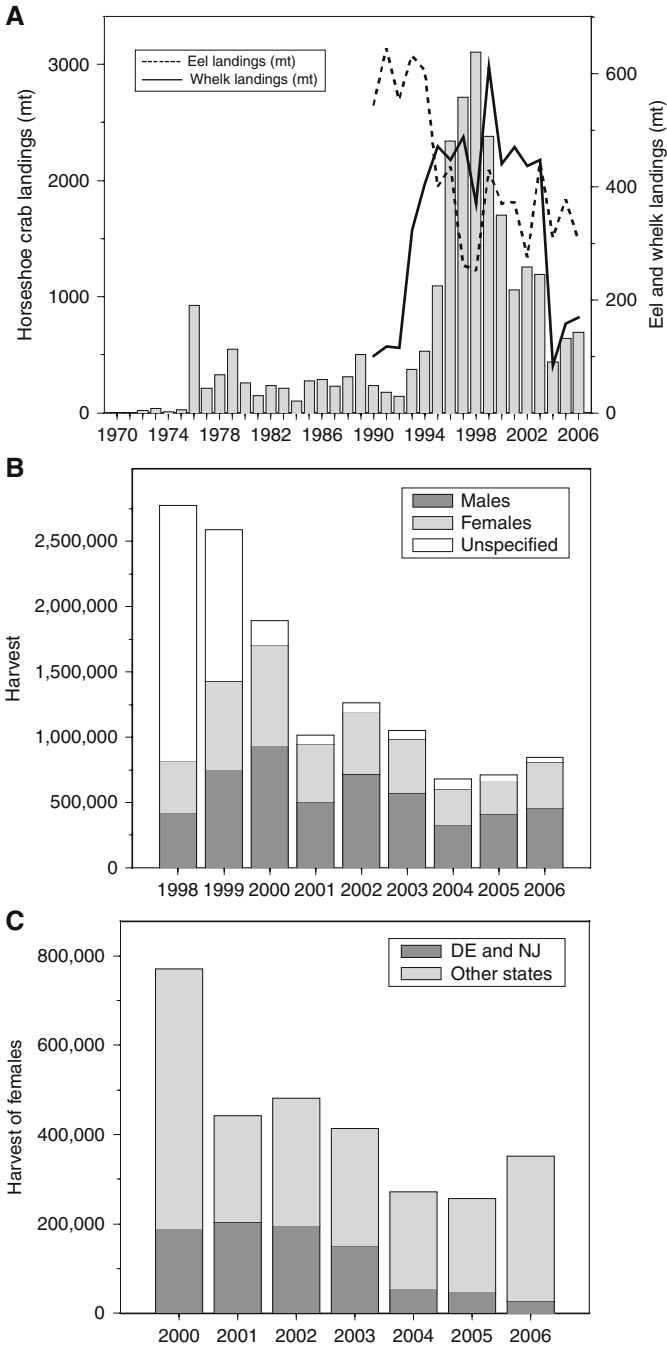 A
Horseshoe crab landings (mt)
3000
2000
1000
0
Eel landings (mt)
Whelk landings (mt)
600
400
200
0
Eel and whelk landings (mt)
1970 1974 1978 1982 1986 1990 1994 1998 2002 2006
B
Harvest
2,500,000
2,000,000
1,500,000
1,000,000
500,000
0
Males
Females
Unspecified
1998 1999 2000 2001 2002 2003 2004 2005 2006
C
Harvest of females
800,000
600,000
400,000
200,000
0
DE and NJ
Other states
2000 2001 2002 2003 2004 2005 2006